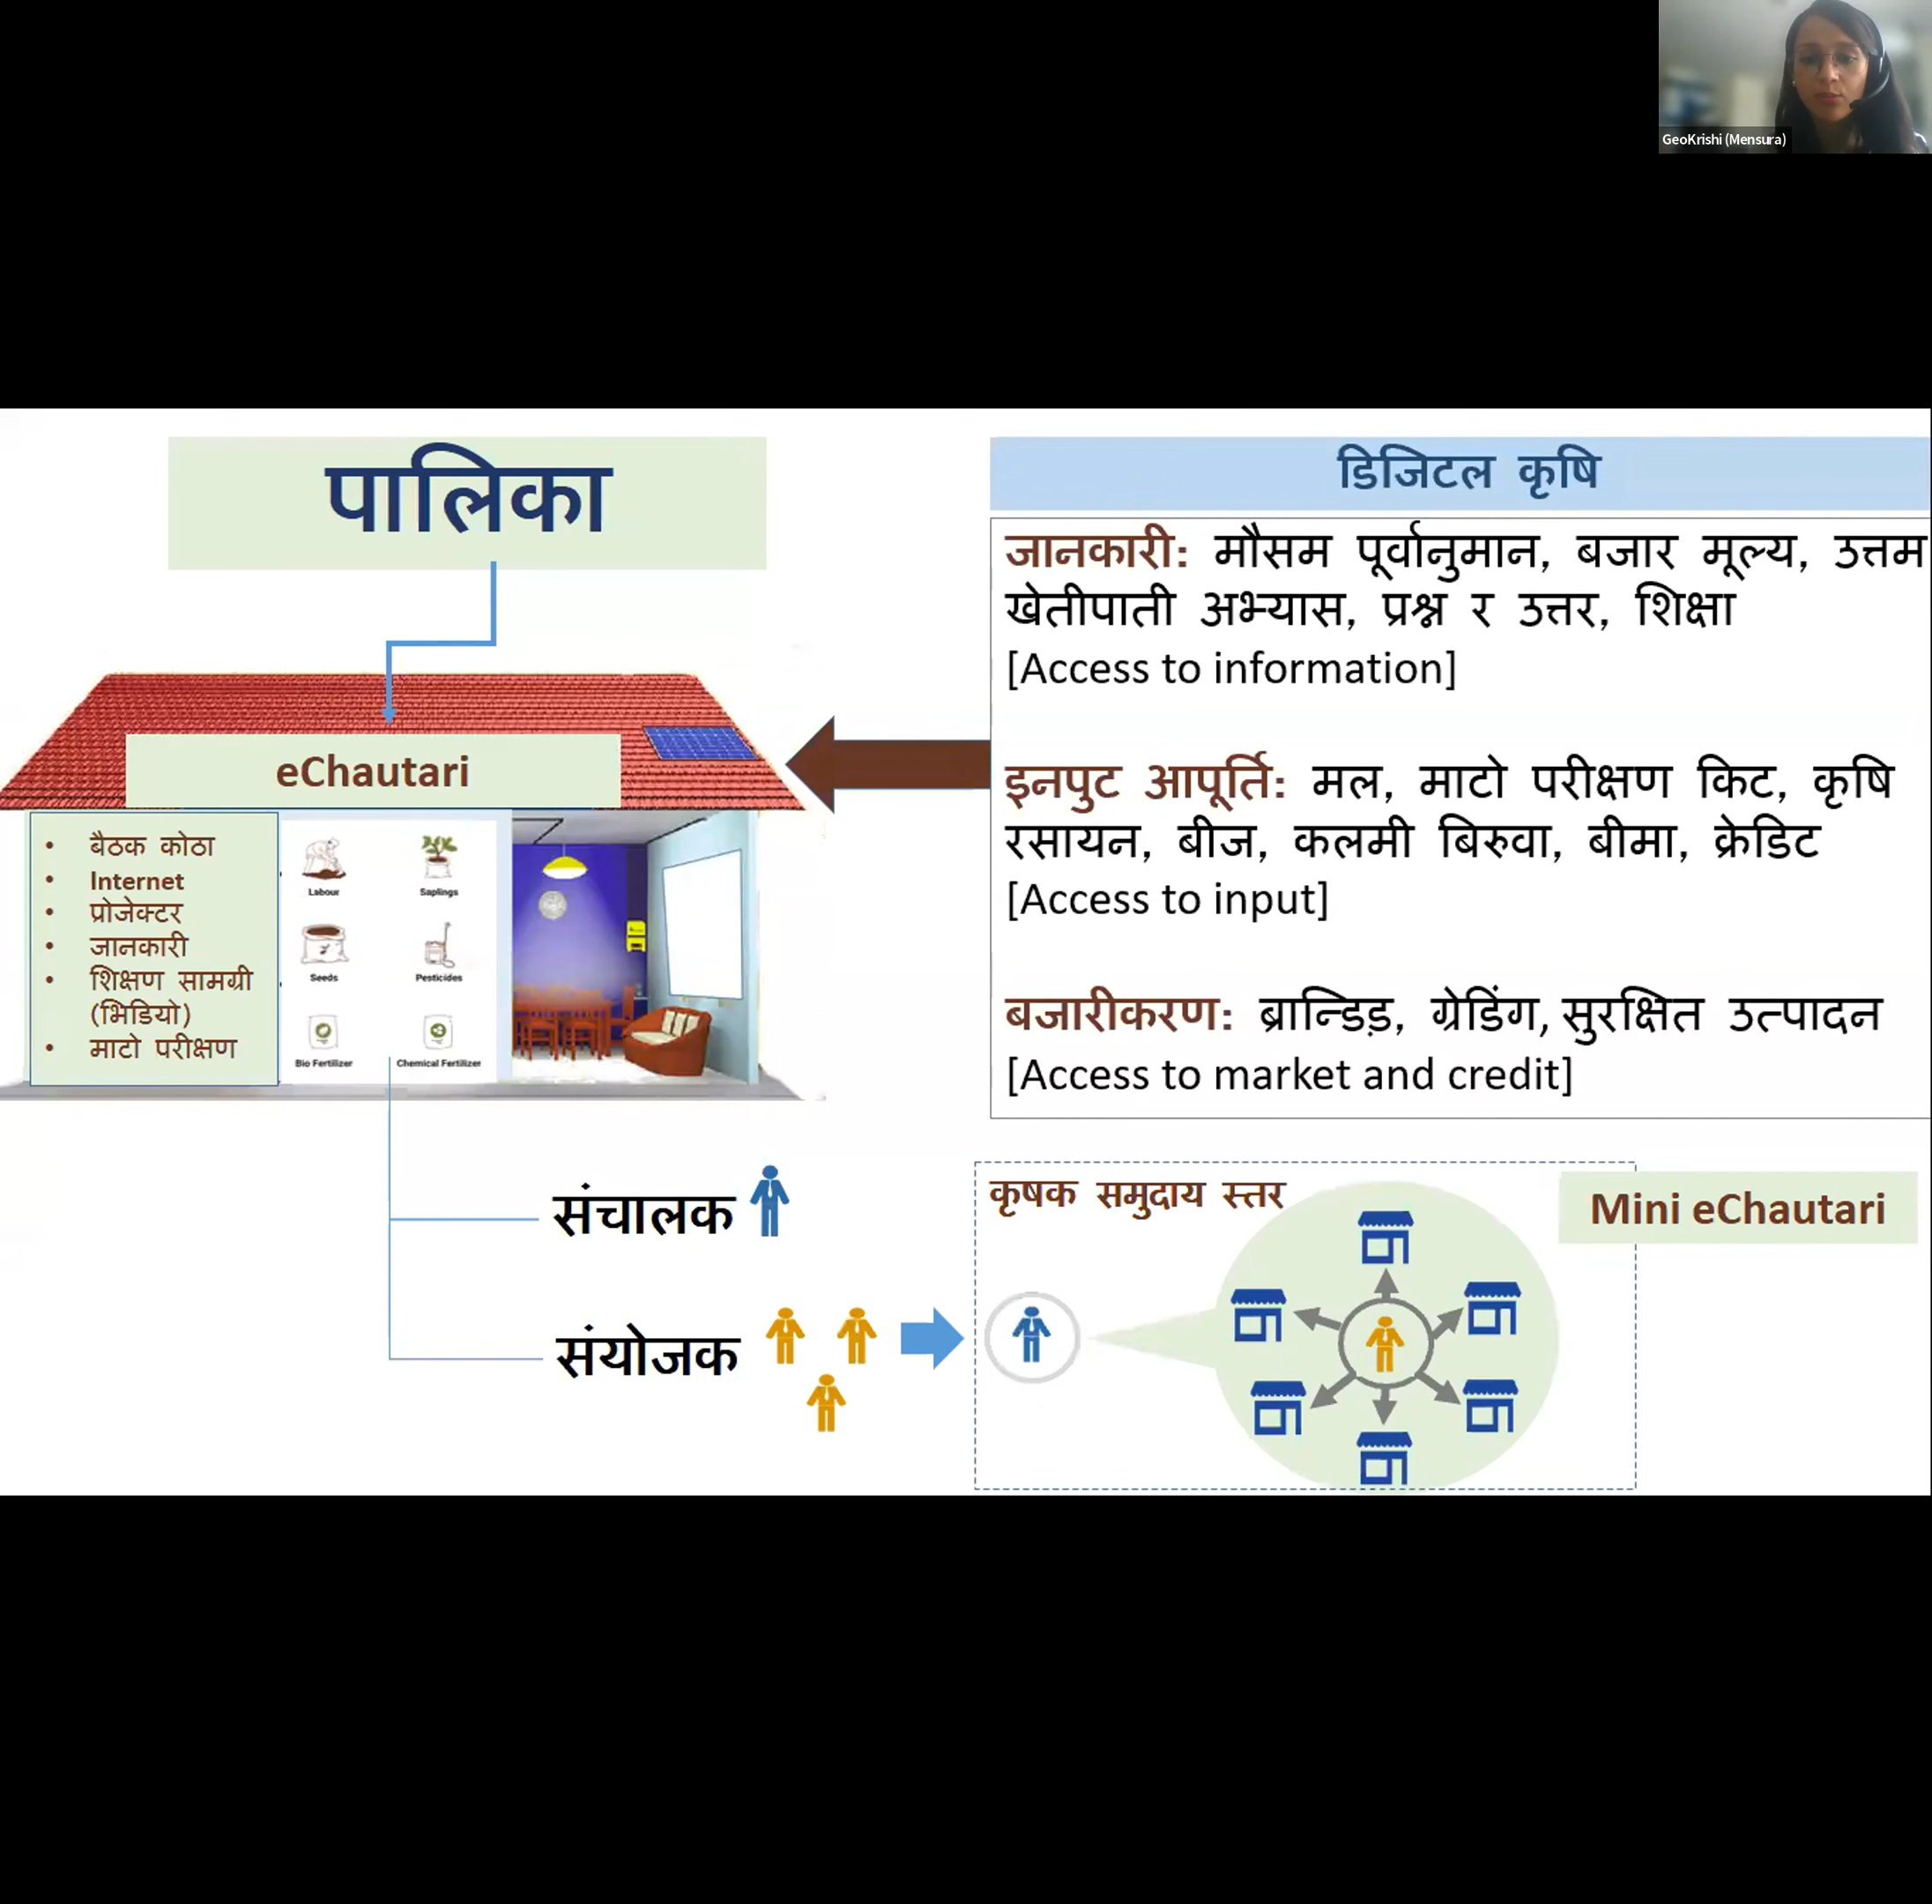 GeoKrishi (Mensura)
पालिका
eChautari
• बैठक कोठा
• Internet
• प्रोजेक्टर
• जानकारी
• शिक्षण सामग्री
(भिडियो)
• माटो परीक्षण
Labour
Saplings
Seeds
Pesticides
Bio Fertilizer
Chemical Fertilizer
डिजिटल कृषि
जानकारी: मौसम पूर्वानुमान, बजार मूल्य, उत्तम
खेतीपाती अभ्यास, प्रश्न र उत्तर, शिक्षा
[Access to information]
इनपुट आपूर्ति: मल, माटो परीक्षण किट, कृषि
रसायन, बीज, कलमी बिरुवा, बीमा, क्रेडिट
[Access to input]
बजारीकरण: ब्रान्डिड़, ग्रेडिंग, सुरक्षित उत्पादन
[Access to market and credit]
संचालक
संयोजक
कृषक समुदाय स्तर
Mini eChautari